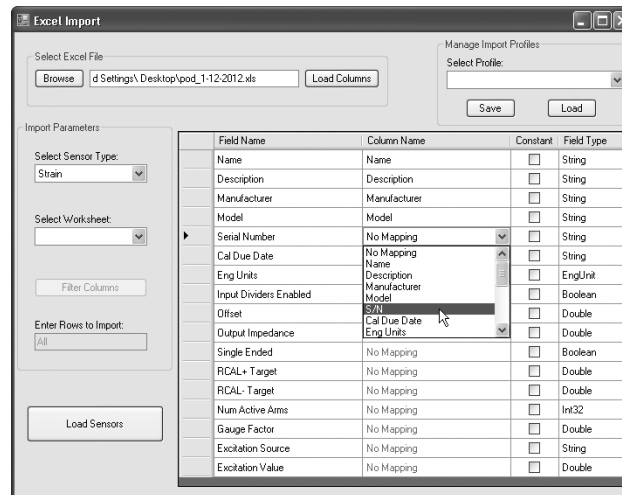 Excel Import
Manage Import Profiles
Select Excel File
Select Profile:
Browse d Settings\ Desktop\pod_1-12-2012.xls Load Columns
Save Load
Import Parameters
Select Sensor Type:
Strain
Select Worksheet:
Filter Columns
Enter Rows to Import:
All
Load Sensors
Field Name Column Name Constant Field Type
Name Name String
Description Description String
Manufacturer Manufacturer String
Model Model String
Serial Number No Mapping String
Cal Due Date No Mapping String
Name
Eng Units Description EngUnit
Manufacturer
Input Dividers Enabled Model Boolean
Offset S/N Double
Cal Due Date
Output Impedance Eng Units Double
Single Ended No Mapping Boolean
RCAL+ Target No Mapping Double
RCAL- Target No Mapping Double
Num Active Arms No Mapping Int32
Gauge Factor No Mapping Double
Excitation Source No Mapping String
Excitation Value No Mapping Double